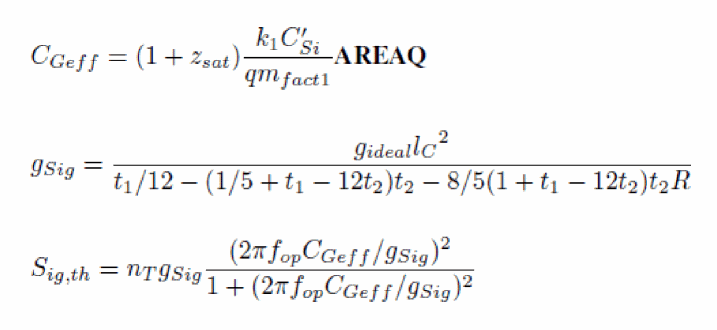 C_{Geff} = (1 + z_{sat}) \frac{k_1 C'_{Si}}{q m_{fact1}} \mathbf{AREAQ}
g_{Sig} = \frac{g_{ideal} l_C{}^2}{t_1/12 - (1/5 + t_1 - 12t_2)t_2 - 8/5(1 + t_1 - 12t_2)t_2 R}
S_{ig,th} = n_T g_{Sig} \frac{(2\pi f_{op} C_{Geff}/g_{Sig})^2}{1 + (2\pi f_{op} C_{Geff}/g_{Sig})^2}